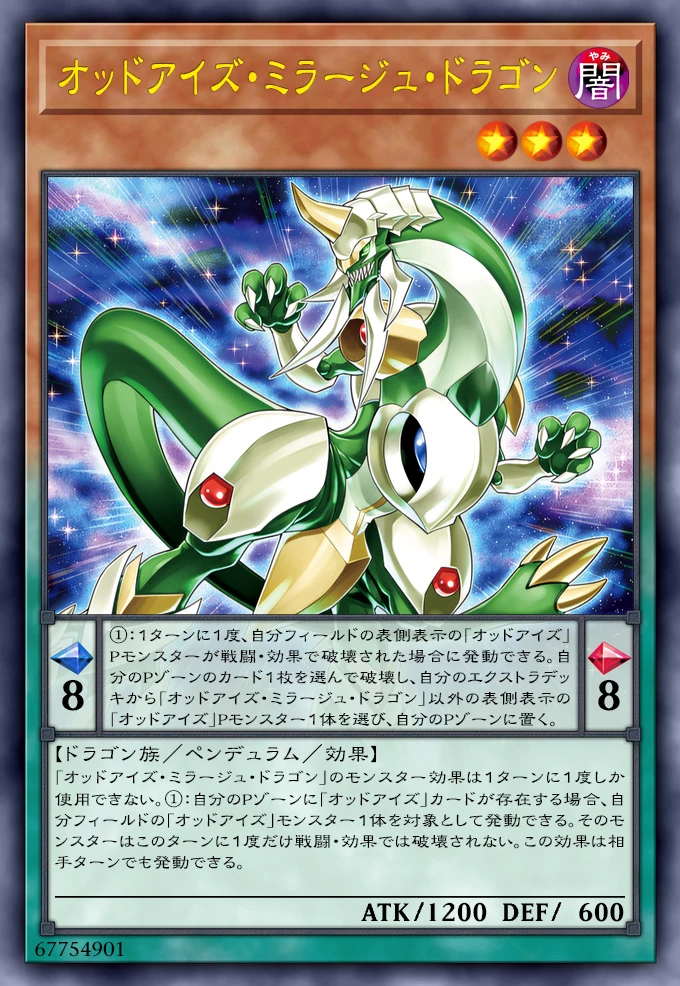 オッドアイズ・ミラージュ・ドラゴン
やみ
闇
①:1ターンに1度、自分フィールドの表側表示の「オッドアイズ」
Pモンスターが戦闘・効果で破壊された場合に発動できる。自
分のPゾーンのカード1枚を選んで破壊し、自分のエクストラデッ
キから「オッドアイズ・ミラージュ・ドラゴン」以外の表側表示の
「オッドアイズ」Pモンスター1体を選び、自分のPゾーンに置く。
8
8
【ドラゴン族/ペンデュラム/効果】
「オッドアイズ・ミラージュ・ドラゴン」のモンスター効果は1ターンに1度しか
使用できない。①:自分のPゾーンに「オッドアイズ」カードが存在する場合、自
分フィールドの「オッドアイズ」モンスター1体を対象として発動できる。そのモ
ンスターはこのターンに1度だけ戦闘・効果では破壊されない。この効果は相
手ターンでも発動できる。
ATK/1200 DEF/ 600
67754901